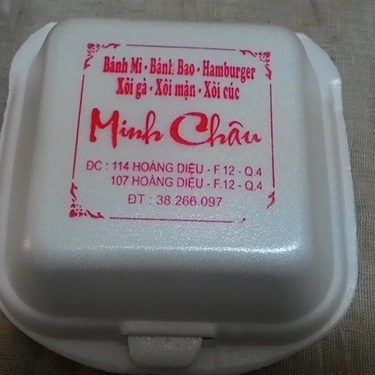 Bánh Mì - Bánh Bao - Hamburger
Xôi gà - Xôi mặn - Xôi cúc
Minh Châu
ĐC : 114 HOÀNG DIỆU - F.12 - Q.4
107 HOÀNG DIỆU - F.12 - Q.4
ĐT : 38.266.097